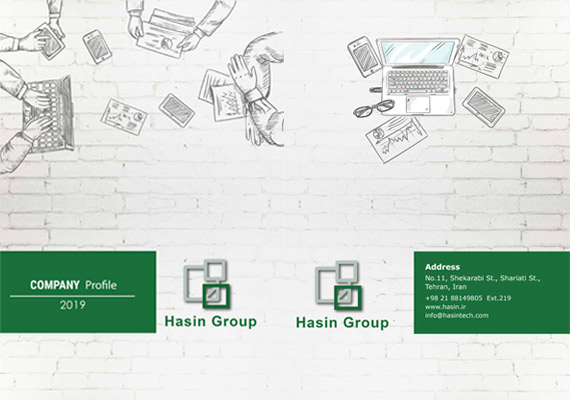 COMPANY Profile
2019
Hasin Group
Hasin Group
Address
No.11, Shekarabi St., Shariati St.,
Tehran, Iran
+98 21 88149805 Ext.219
www.hasin.ir
info@hasintech.com